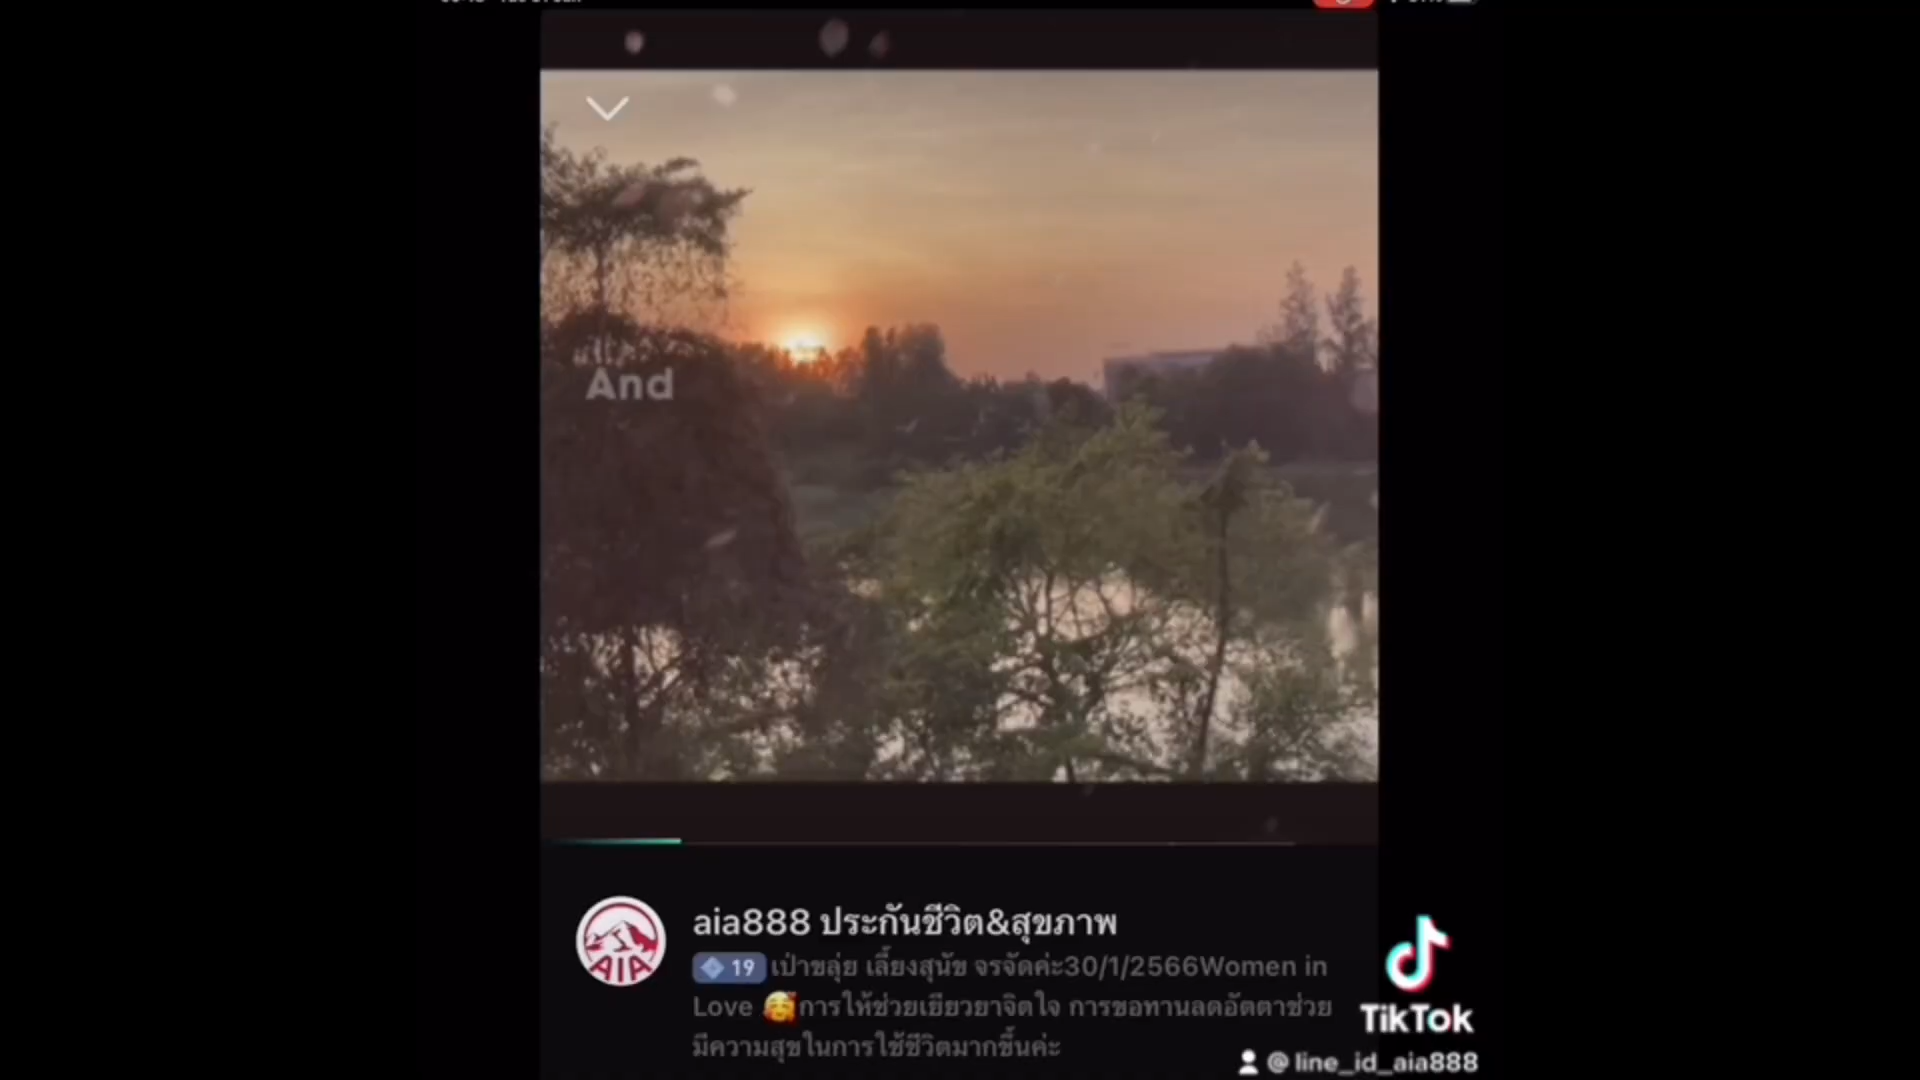 And
AIA
aia888 ประกันชีวิต&สุขภาพ
19 เป่าขลุ่ย เลี้ยงสุนัข จรจัดค่ะ30/1/2566Women in
Love 🥰การให้ช่วยเยียวยาจิตใจ การขอทานลดอัตตาช่วย
มีความสุขในการใช้ชีวิตมากขึ้นค่ะ
TikTok
@ line_id_aia888